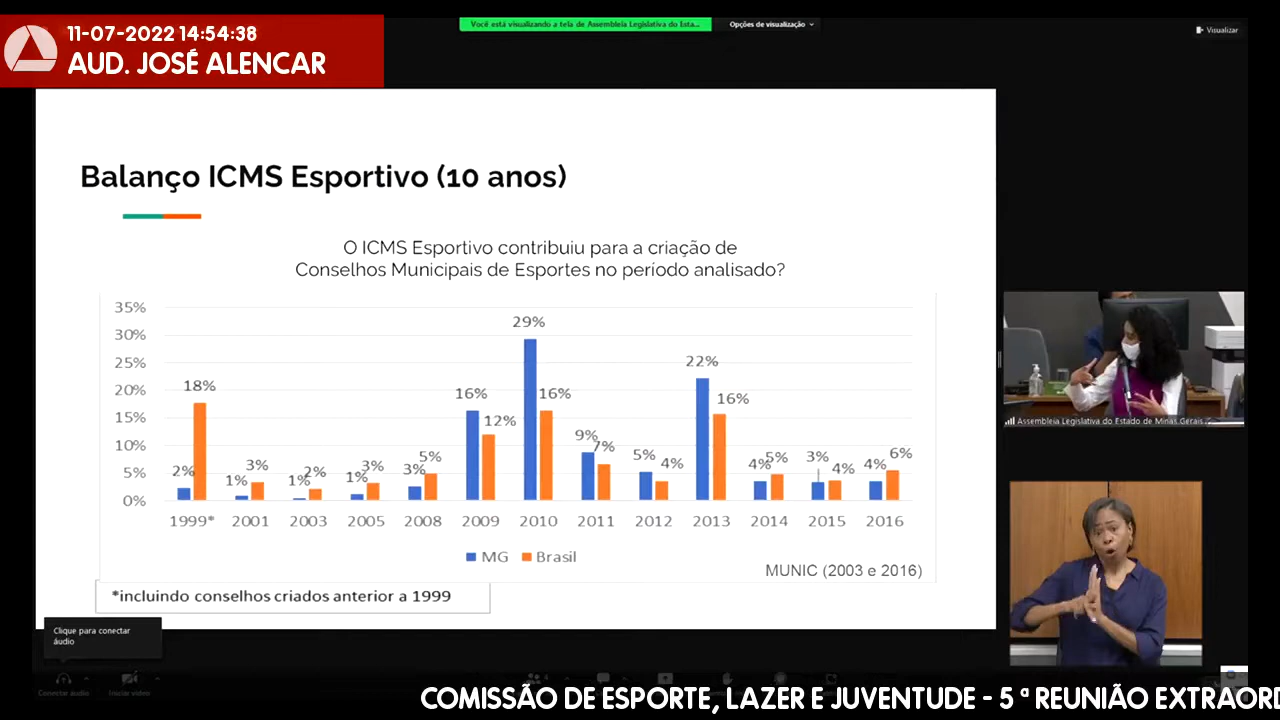 11-07-2022 14:54:38
AUD. JOSÉ ALENCAR
Você está visualizando a tela de Assembleia Legislativa do Esta...
Opções de visualização
Visualizar
Balanço ICMS Esportivo (10 anos)
O ICMS Esportivo contribuiu para a criação de
Conselhos Municipais de Esportes no período analisado?
35%
30%
25%
20%
15%
10%
5%
0%
2% 18%
1% 3%
1% 2%
1% 3%
3% 5%
16% 12%
29% 16%
9% 7%
5% 4%
22% 16%
4% 5%
3% 4%
4% 6%
1999* 2001 2003 2005 2008 2009 2010 2011 2012 2013 2014 2015 2016
MG Brasil
MUNIC (2003 e 2016)
*incluindo conselhos criados anterior a 1999
Assembleia Legislativa do Estado de Minas Gerais
Clique para conectar
áudio
Conectar áudio
Iniciar vídeo
COMISSÃO DE ESPORTE, LAZER E JUVENTUDE - 5ª REUNIÃO EXTRAORD